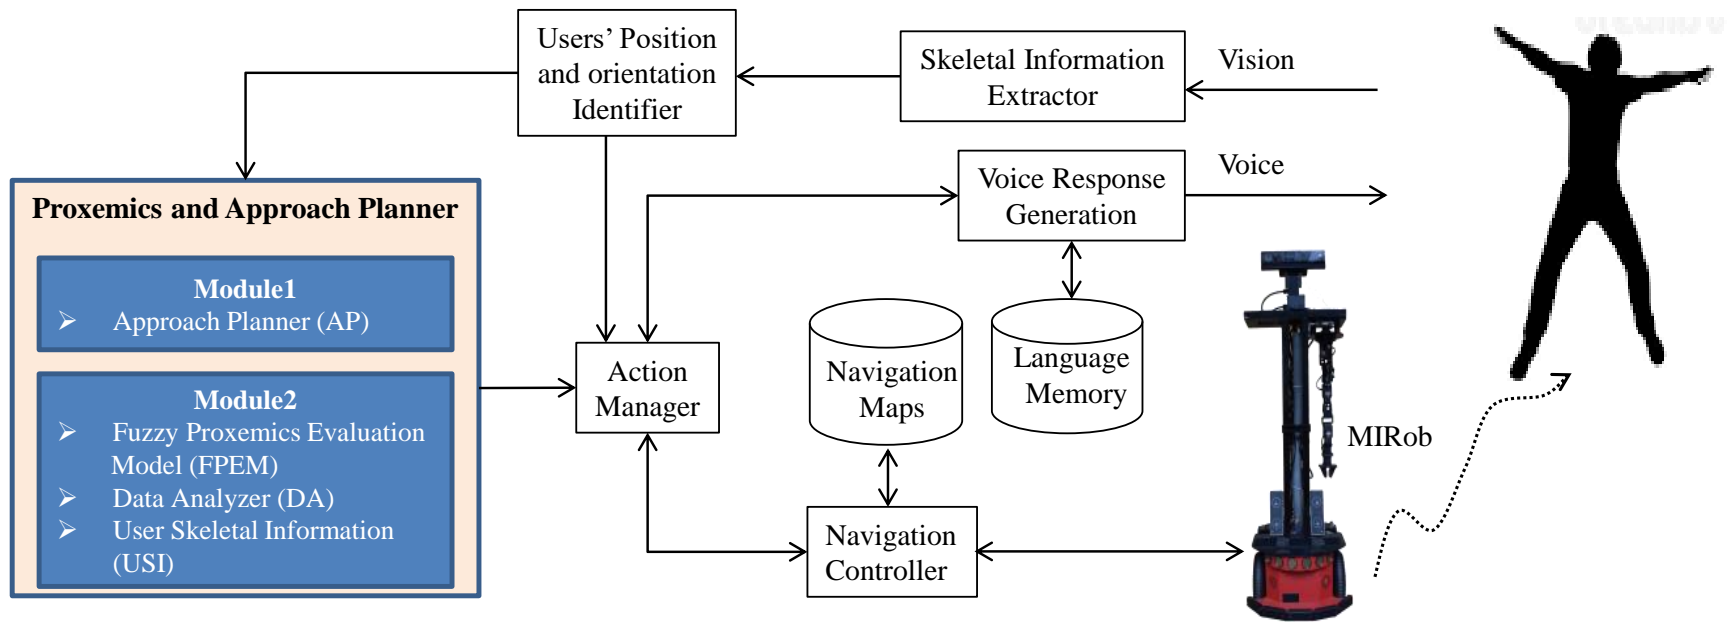 Users’ Position
and orientation
Identifier
Skeletal Information
Extractor
Vision
Proxemics and Approach Planner
Module1
➢ Approach Planner (AP)
Module2
➢ Fuzzy Proxemics Evaluation
Model (FPEM)
➢ Data Analyzer (DA)
➢ User Skeletal Information
(USI)
Voice Response
Generation
Voice
Action
Manager
Navigation
Maps
Language
Memory
MIRob
Navigation
Controller